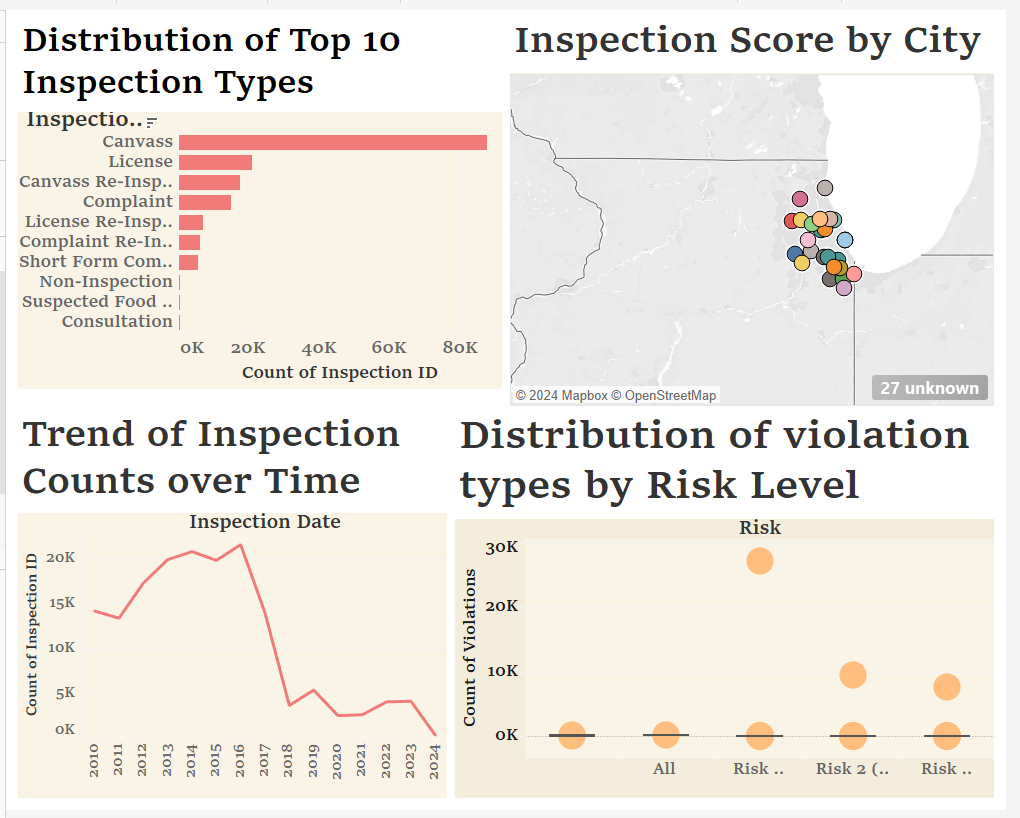 Distribution of Top 10
Inspection Types
Inspectio..
Canvass
License
Canvass Re-Insp..
Complaint
License Re-Insp..
Complaint Re-In..
Short Form Com..
Non-Inspection
Suspected Food ..
Consultation
0K 20K 40K 60K 80K
Count of Inspection ID
Inspection Score by City
© 2024 Mapbox © OpenStreetMap
27 unknown
Trend of Inspection
Counts over Time
Inspection Date
Count of Inspection ID
20K
15K
10K
5K
0K
2010 2011 2012 2013 2014 2015 2016 2017 2018 2019 2020 2021 2022 2023 2024
Distribution of violation
types by Risk Level
Risk
Count of Violations
30K
20K
10K
0K
All Risk .. Risk 2 (.. Risk ..